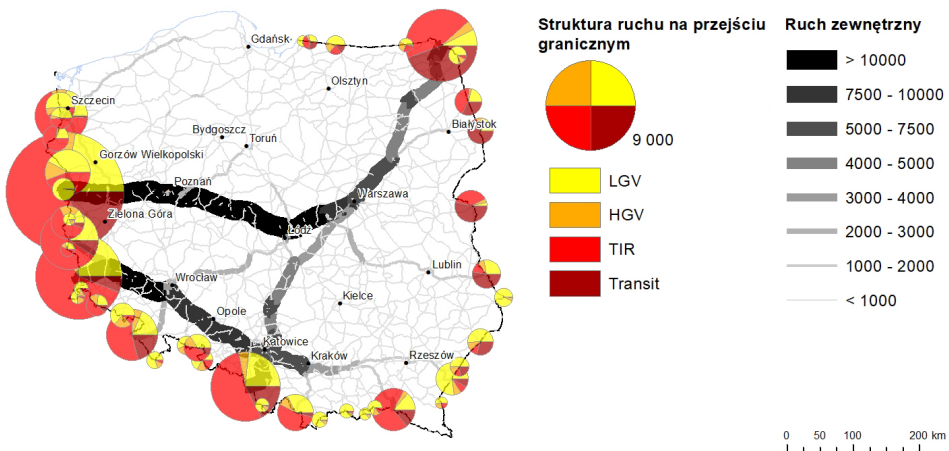 Struktura ruchu na przejściu
granicznym
9 000
LGV
HGV
TIR
Transit
Ruch zewnętrzny
> 10000
7500 - 10000
5000 - 7500
4000 - 5000
3000 - 4000
2000 - 3000
1000 - 2000
< 1000
0 50 100 200 km
Gdańsk
Olsztyn
Szczecin
Bydgoszcz
Toruń
Białystok
Gorzów Wielkopolski
Poznań
Warszawa
Zielona Góra
Łódź
Wrocław
Lublin
Kielce
Opole
Katowice
Kraków
Rzeszów